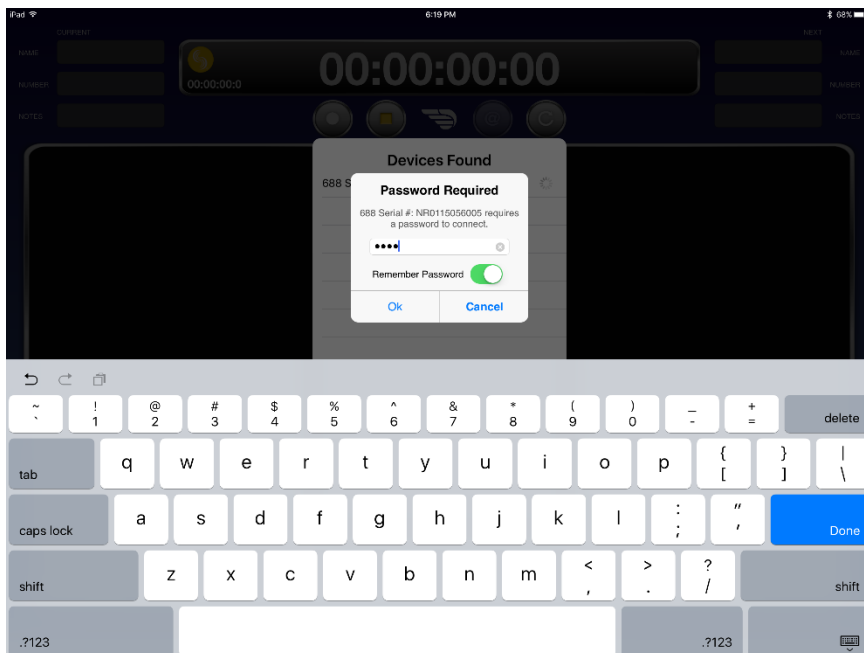 iPad 6:19 PM 68%
CURRENT NEXT
NAME NAME
00:00:00:00
NUMBER 00:00:00:0 NUMBER
NOTES C NOTES
Devices Found
688 S
Password Required
688 Serial #: NR0115056005 requires
a password to connect.
••••
Remember Password
Ok Cancel
~ ! @ # $ % ^ & * ( ) _ +
` 1 2 3 4 5 6 7 8 9 0 - = delete
tab q w e r t y u i o p { [ } ] | \
caps lock a s d f g h j k l : ; " ' Done
shift z x c v b n m < , > . ? / shift
.?123 .?123